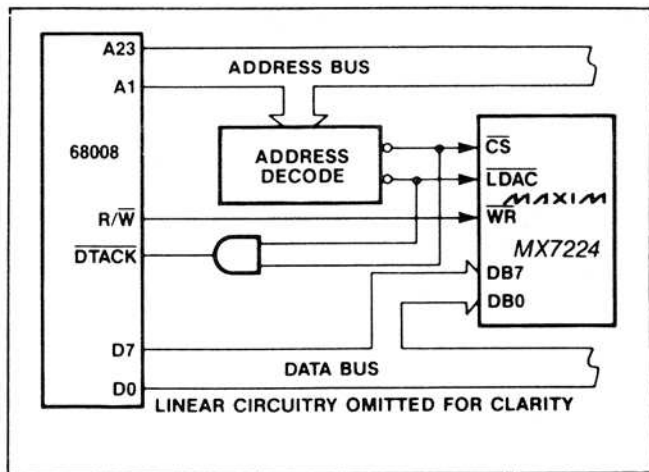 A23
ADDRESS BUS
A1
68008
ADDRESS
DECODE
CS
LDAC
MAXIM
R/W
WR
DTACK
MX7224
DB7
DB0
D7
DATA BUS
D0
LINEAR CIRCUITRY OMITTED FOR CLARITY